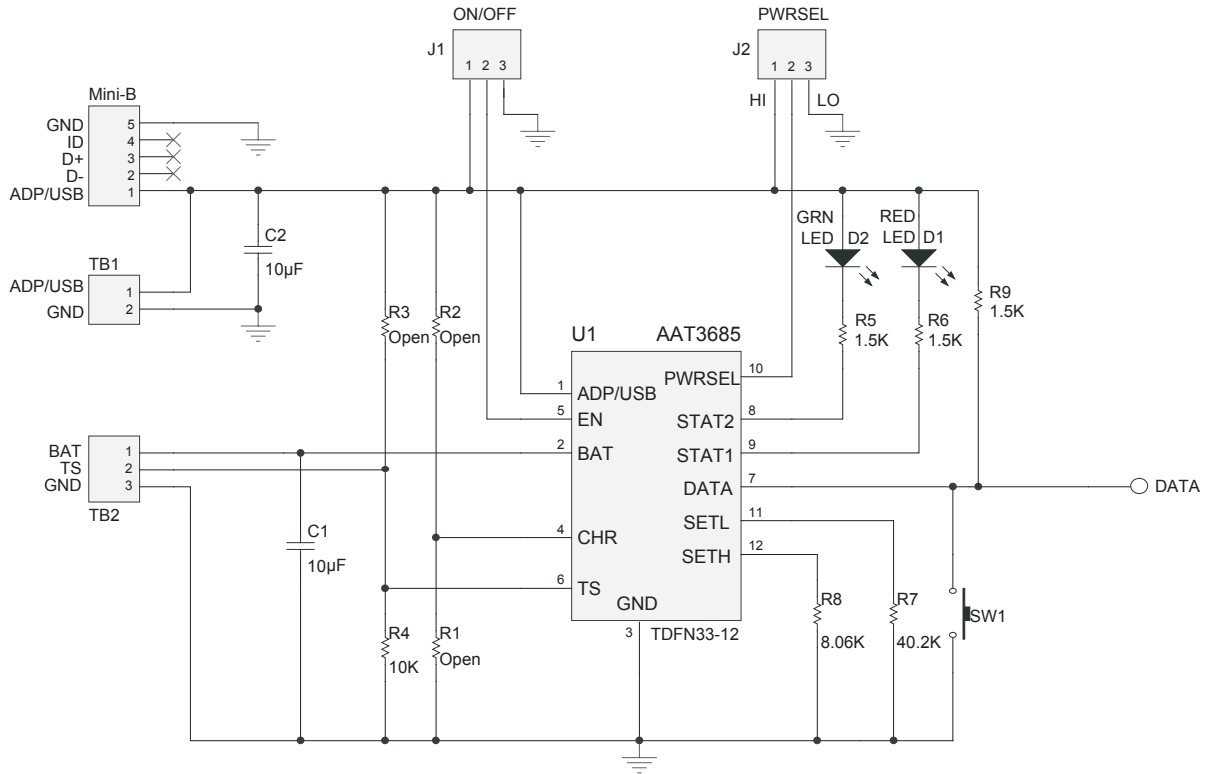 ON/OFF
J1
1 2 3
PWRSEL
J2
1 2 3
HI
LO
Mini-B
GND 5
ID 4
D+ 3
D- 2
ADP/USB 1
C2
10µF
TB1
ADP/USB 1
GND 2
GRN
LED D2
RED
LED D1
R9
1.5K
R5
1.5K
R6
1.5K
R3
Open
R2
Open
U1
AAT3685
1 ADP/USB
5 EN
2 BAT
4 CHR
6 TS
GND
3
TDFN33-12
PWRSEL 10
STAT2 8
STAT1 9
DATA 7
SETL 11
SETH 12
DATA
BAT 1
TS 2
GND 3
TB2
C1
10µF
R4
10K
R1
Open
R8
8.06K
R7
40.2K
SW1